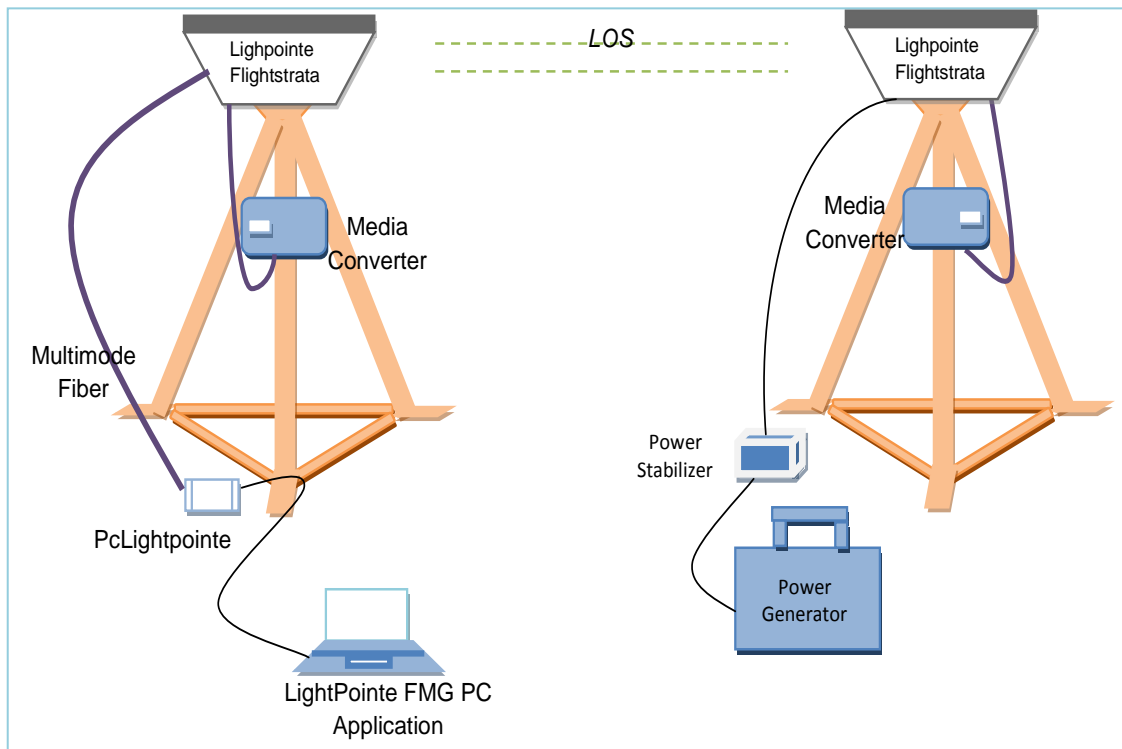 Lighpointe
Flightstrata
LOS
Lighpointe
Flightstrata
Media
Converter
Media
Converter
Multimode
Fiber
Power
Stabilizer
PcLightpointe
Power
Generator
LightPointe FMG PC
Application